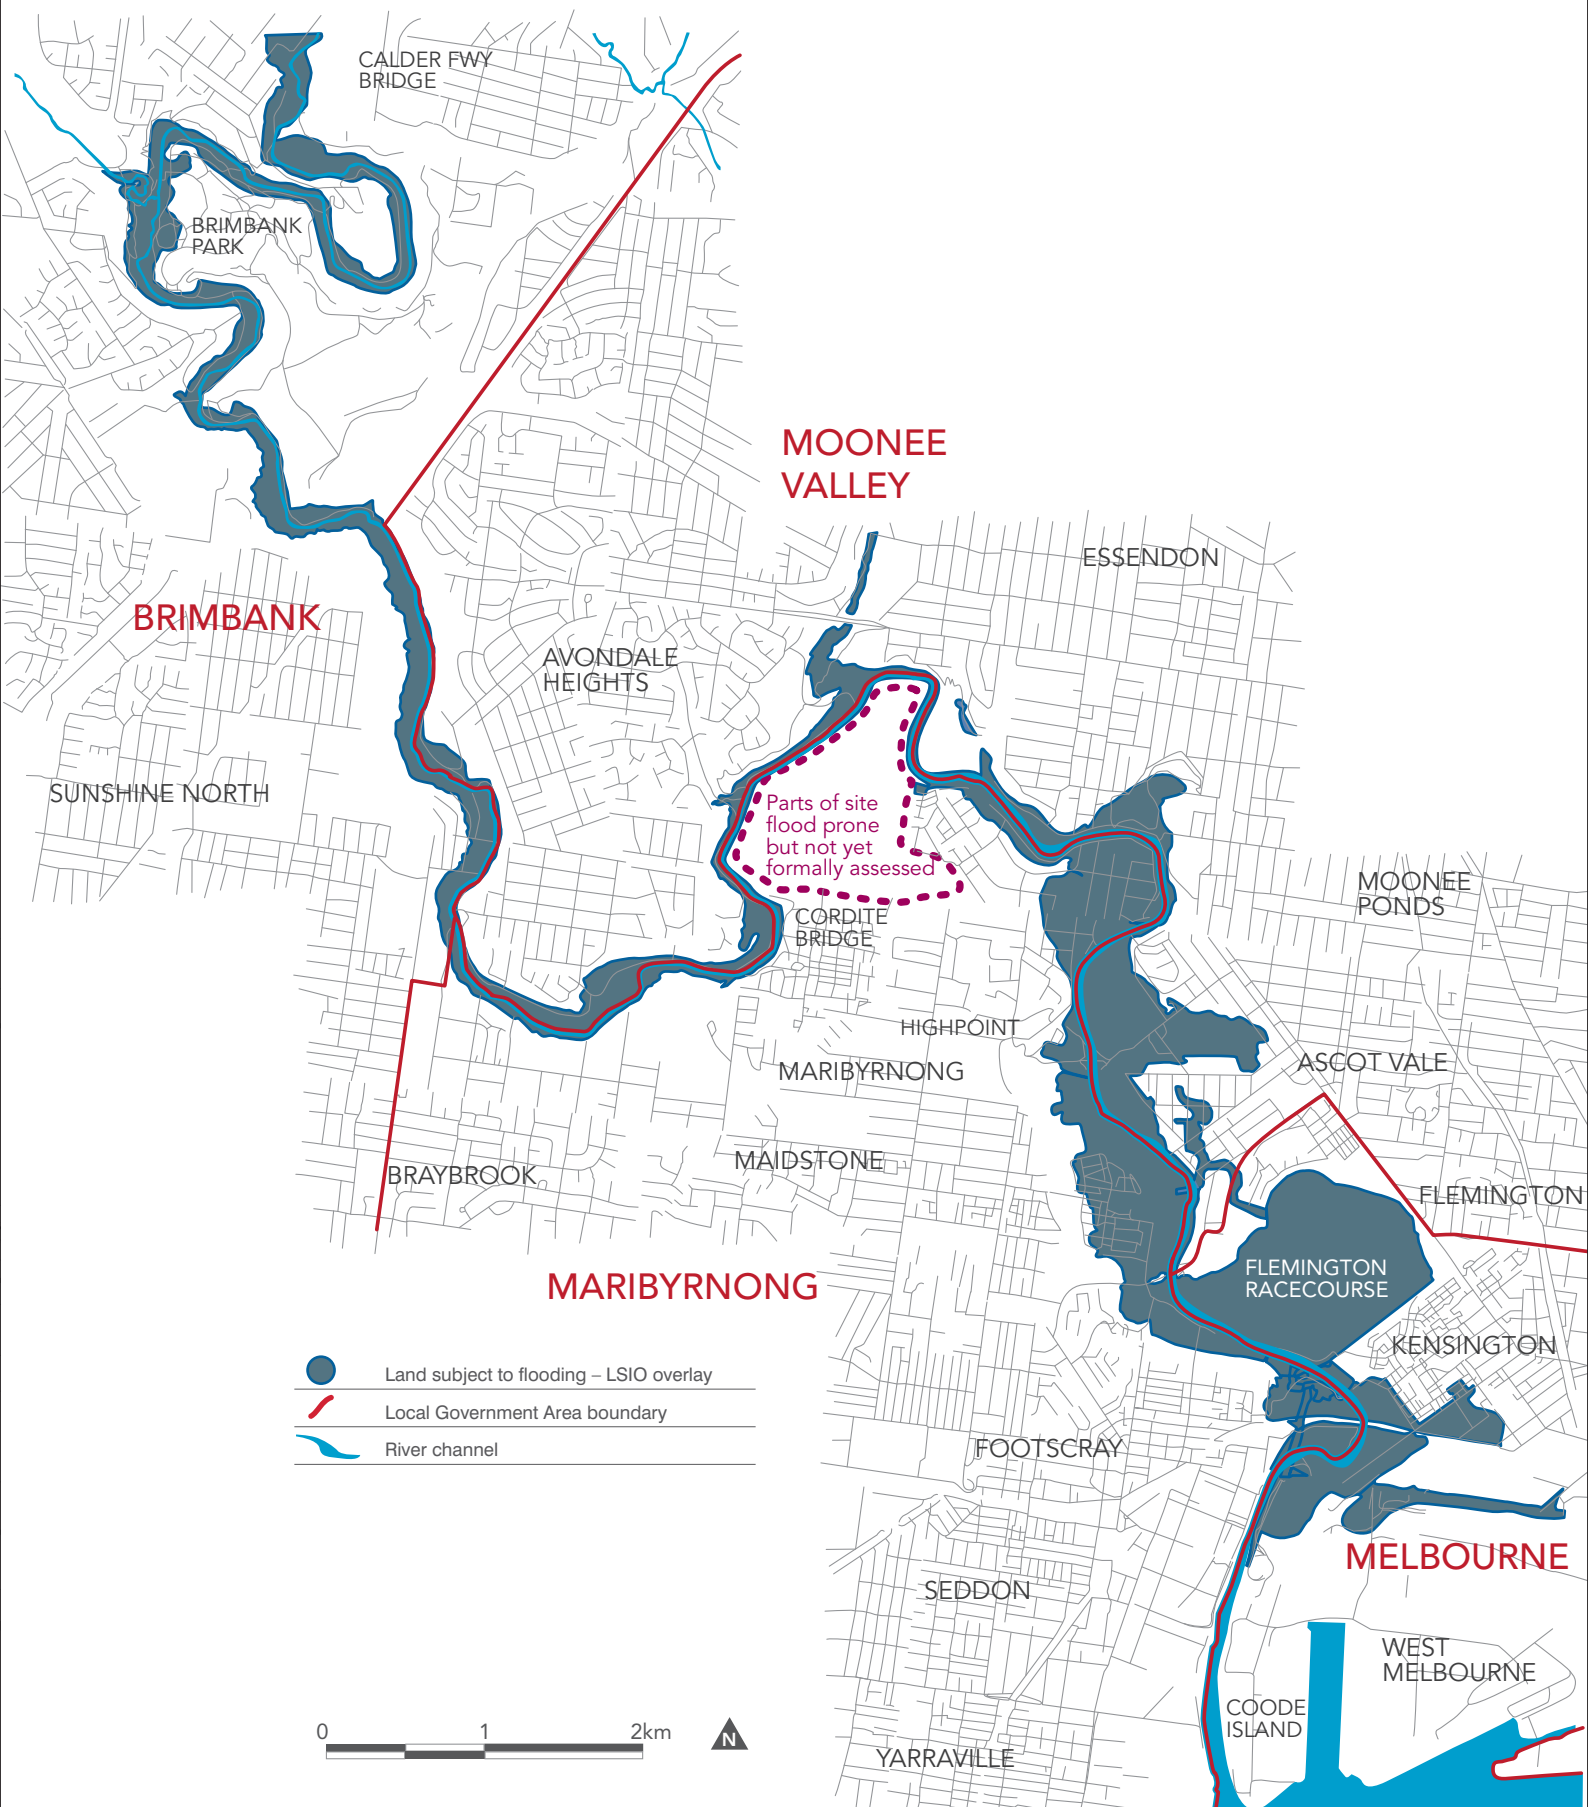 CALDER FWY
BRIDGE
BRIMBANK
PARK
MOONEE
VALLEY
ESSENDON
BRIMBANK
AVONDALE
HEIGHTS
SUNSHINE NORTH
Parts of site
flood prone
but not yet
formally assessed
MOONEE
PONDS
CORDITE
BRIDGE
HIGHPOINT
MARIBYRNONG
ASCOT VALE
MAIDSTONE
BRAYBROOK
FLEMINGTON
MARIBYRNONG
FLEMINGTON
RACECOURSE
KENSINGTON
Land subject to flooding – LSIO overlay
Local Government Area boundary
River channel
FOOTSCRAY
MELBOURNE
SEDDON
WEST
MELBOURNE
COODE
ISLAND
0 1 2km
N
YARRAVILLE